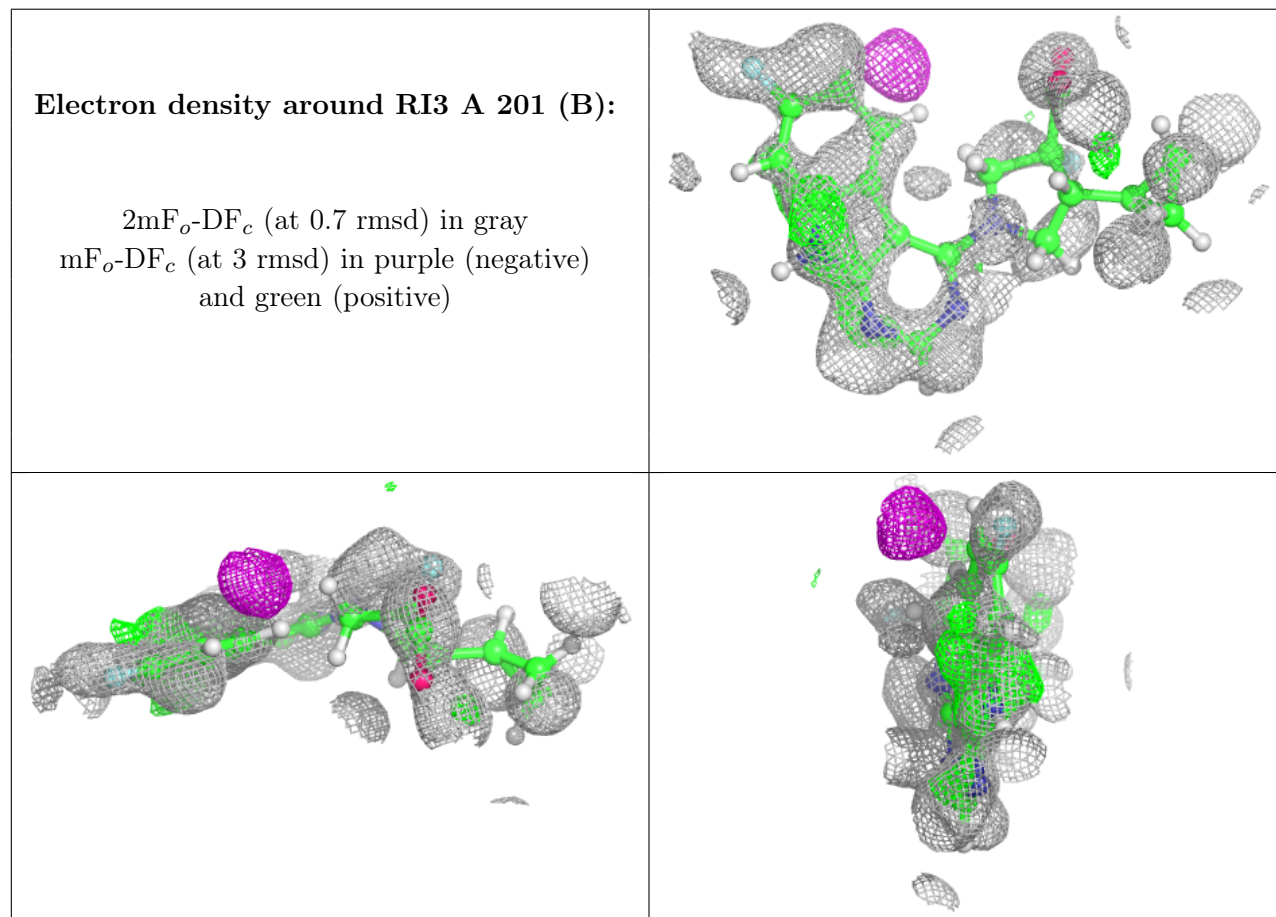 Electron density around RI3 A 201 (B):
2mFo-DFc (at 0.7 rmsd) in gray
mFo-DFc (at 3 rmsd) in purple (negative)
and green (positive)